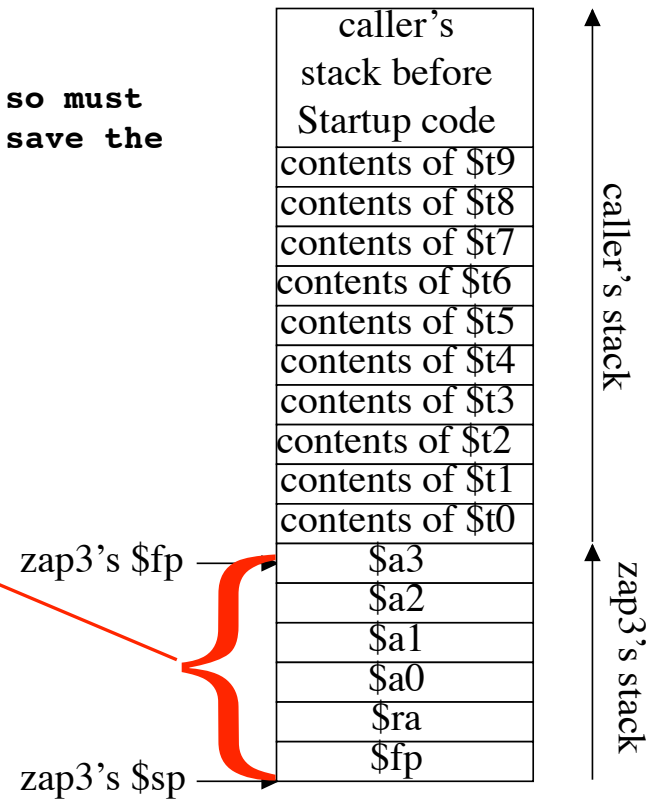 so must
save the
caller’s
stack before
Startup code
contents of $t9
contents of $t8
contents of $t7
contents of $t6
contents of $t5
contents of $t4
contents of $t3
contents of $t2
contents of $t1
contents of $t0
caller’s stack
zap3’s $fp
$a3
$a2
$a1
$a0
$ra
$fp
zap3’s $sp
zap3’s stack